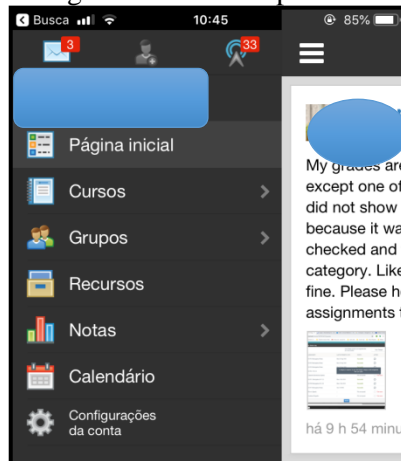 Busca
10:45
85%
3
33
Página inicial
Cursos
Grupos
Recursos
Notas
Calendário
Configurações
da conta
My grades are
except one of
did not show
because it wa
checked and
category. Like
fine. Please h
assignments t
há 9 h 54 minu